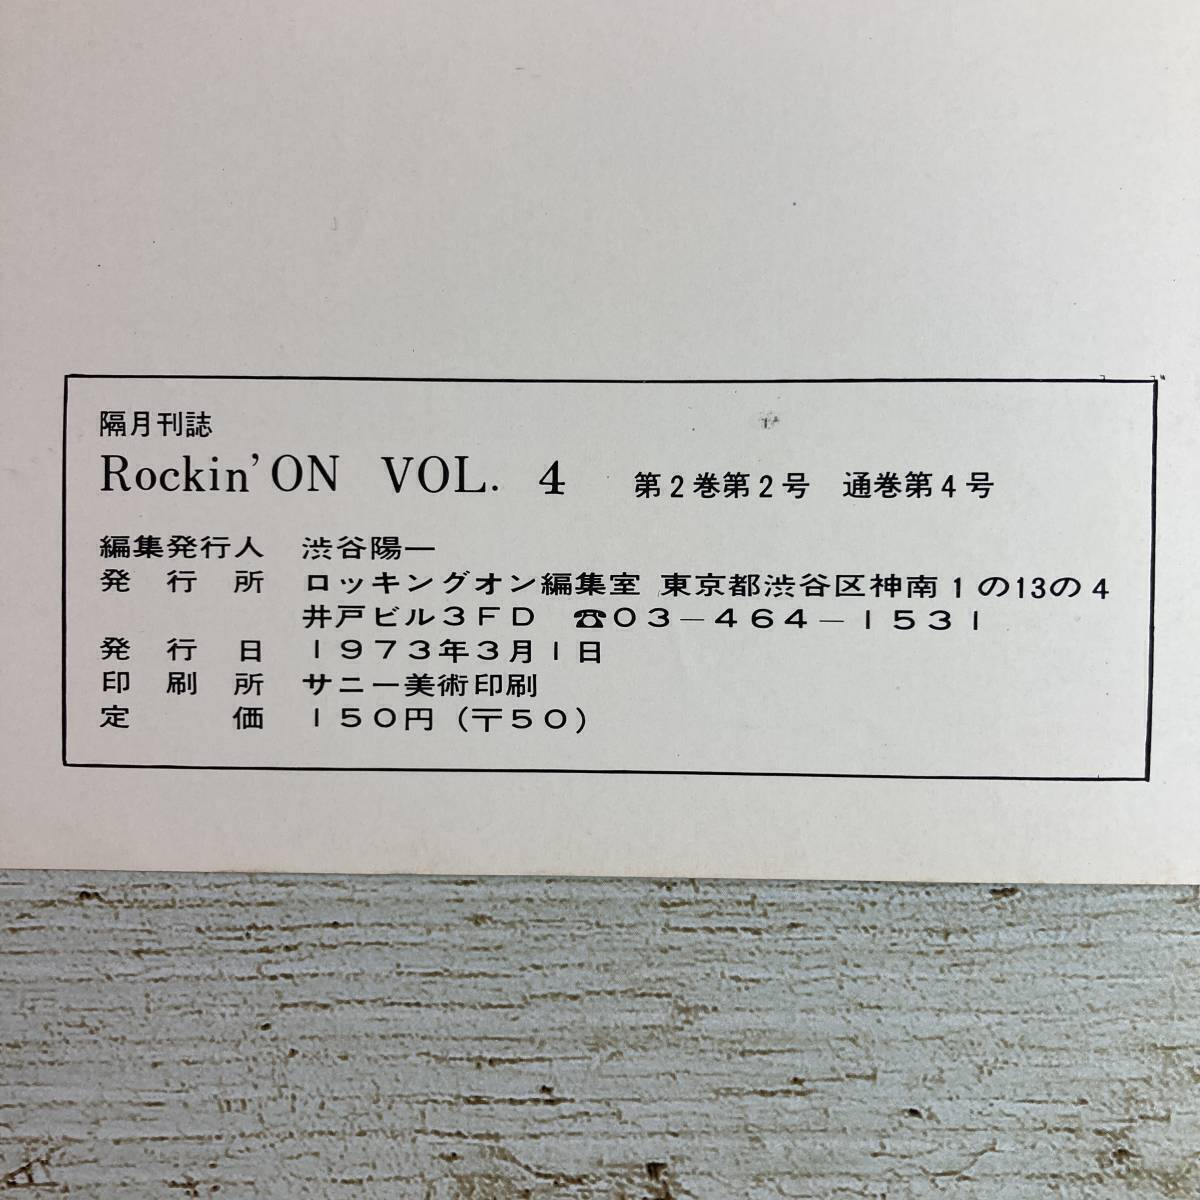 隔月刊誌
Rockin' ON VOL. 4 第2巻第2号 通巻第4号
編集発行人 渋谷陽一
発行所 ロッキングオン編集室 東京都渋谷区神南1の13の4
井戸ビル3FD ☎03-464-1531
発行日 1973年3月1日
印刷所 サニー美術印刷
定価 150円(〒50)